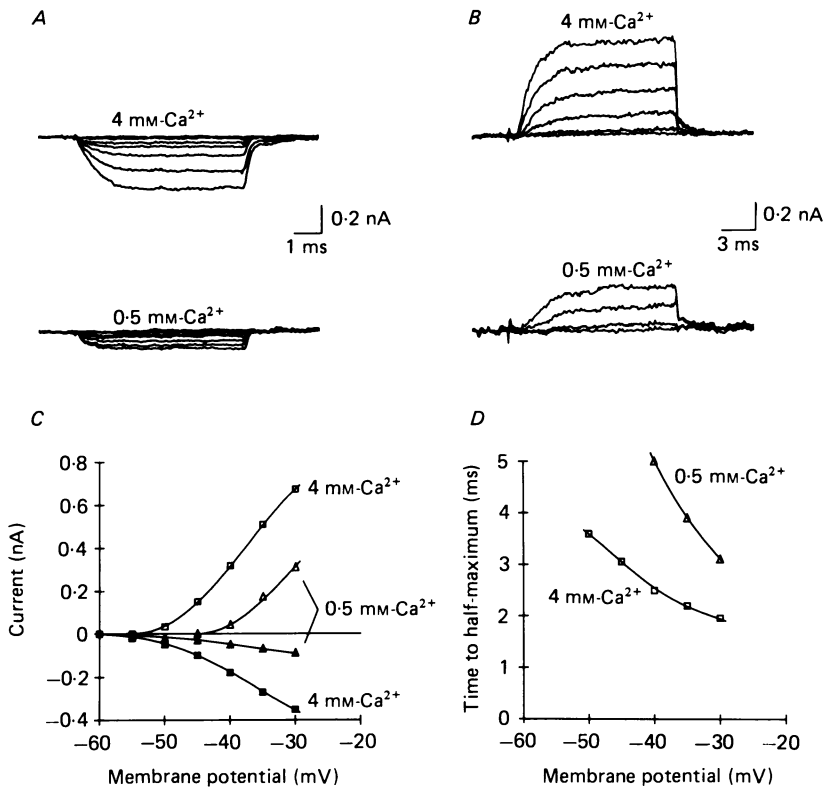 A
4 mM-Ca²⁺
0·2 nA
1 ms
0·5 mM-Ca²⁺
B
4 mM-Ca²⁺
0·2 nA
3 ms
0·5 mM-Ca²⁺
C
0·8
0·6
0·4
0·2
0
−0·2
−0·4
Current (nA)
4 mM-Ca²⁺
0·5 mM-Ca²⁺
4 mM-Ca²⁺
−60 −50 −40 −30 −20
Membrane potential (mV)
D
5
4
3
2
1
0
Time to half-maximum (ms)
0·5 mM-Ca²⁺
4 mM-Ca²⁺
−60 −50 −40 −30 −20
Membrane potential (mV)